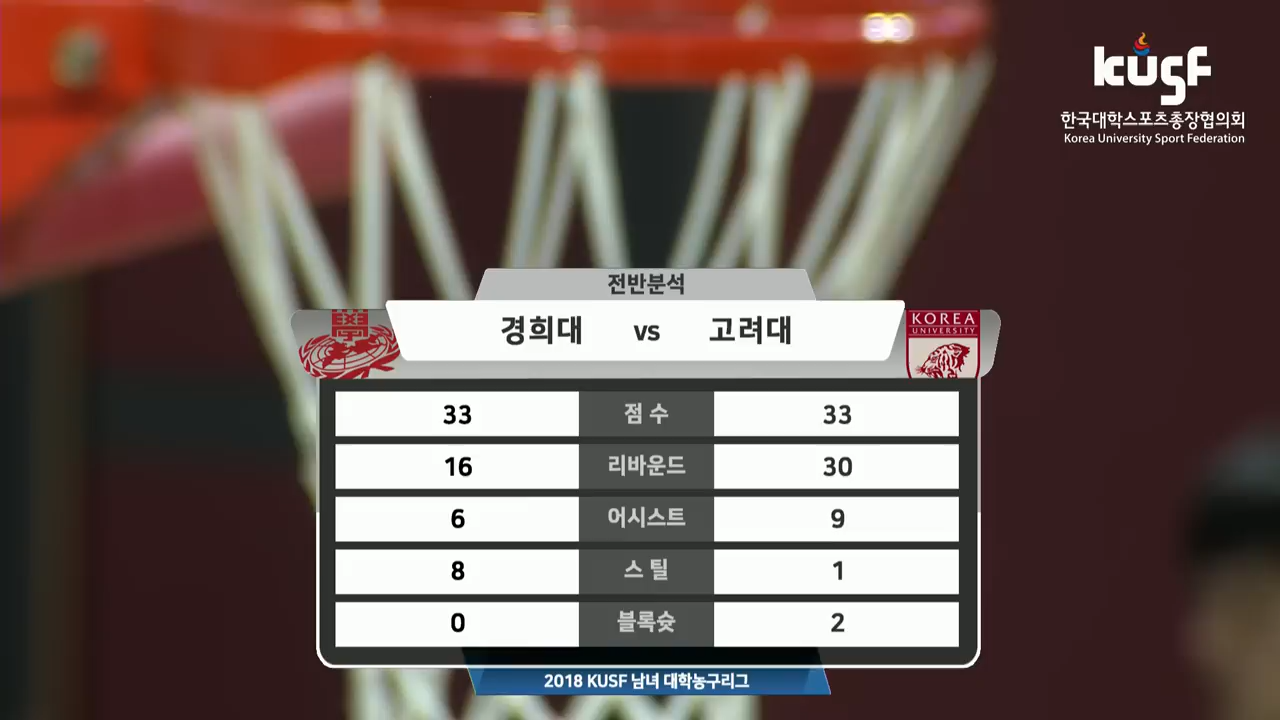 kusf
한국대학스포츠총장협의회
Korea University Sport Federation
전반분석
경희대 vs 고려대
KOREA
UNIVERSITY
33 점 수 33
16 리바운드 30
6 어시스트 9
8 스 틸 1
0 블록슛 2
2018 KUSF 남녀 대학농구리그